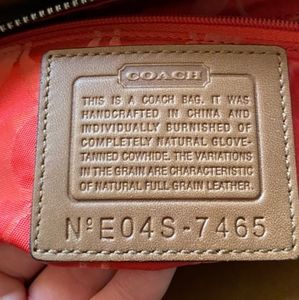 COACH
THIS IS A COACH BAG. IT WAS
HANDCRAFTED IN CHINA AND
INDIVIDUALLY BURNISHED OF
COMPLETELY NATURAL GLOVE-
TANNED COWHIDE. THE VARIATIONS
IN THE GRAIN ARE CHARACTERISTIC
OF NATURAL FULL GRAIN LEATHER.
Nº E04S-7465